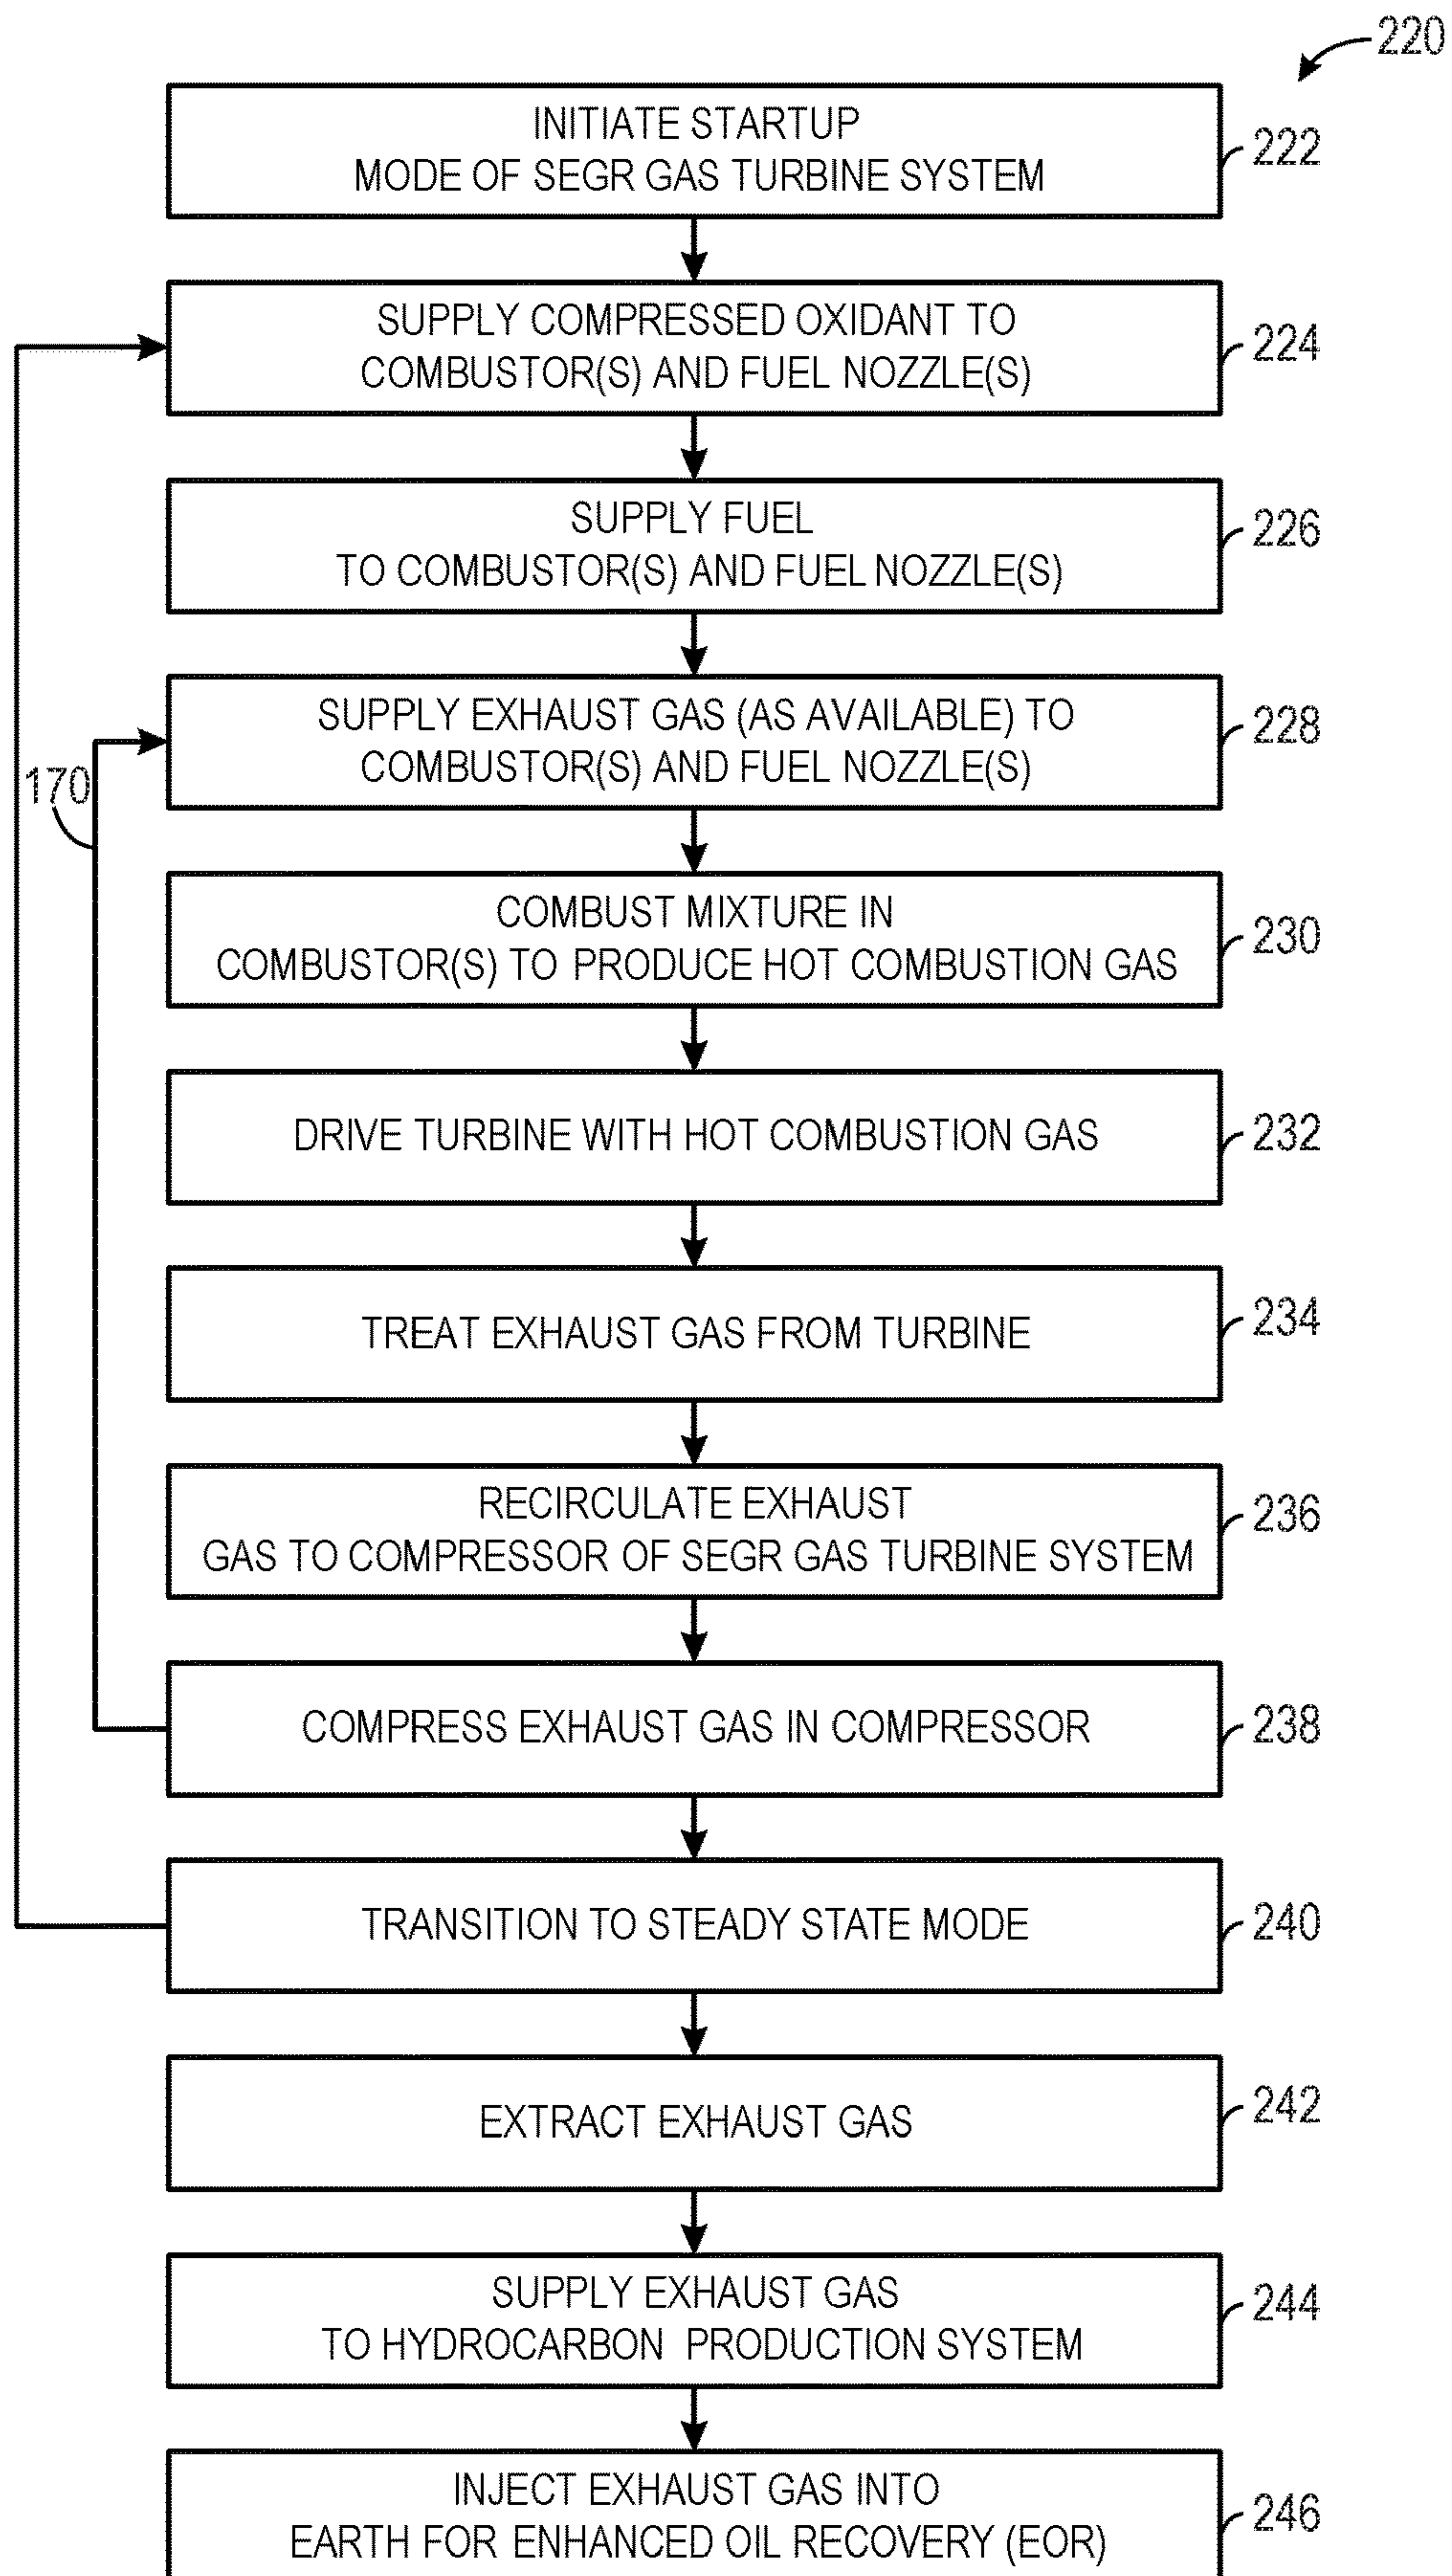 220
INITIATE STARTUP
MODE OF SEGR GAS TURBINE SYSTEM
222
SUPPLY COMPRESSED OXIDANT TO
COMBUSTOR(S) AND FUEL NOZZLE(S)
224
SUPPLY FUEL
TO COMBUSTOR(S) AND FUEL NOZZLE(S)
226
SUPPLY EXHAUST GAS (AS AVAILABLE) TO
COMBUSTOR(S) AND FUEL NOZZLE(S)
228
170
COMBUST MIXTURE IN
COMBUSTOR(S) TO PRODUCE HOT COMBUSTION GAS
230
DRIVE TURBINE WITH HOT COMBUSTION GAS
232
TREAT EXHAUST GAS FROM TURBINE
234
RECIRCULATE EXHAUST
GAS TO COMPRESSOR OF SEGR GAS TURBINE SYSTEM
236
COMPRESS EXHAUST GAS IN COMPRESSOR
238
TRANSITION TO STEADY STATE MODE
240
EXTRACT EXHAUST GAS
242
SUPPLY EXHAUST GAS
TO HYDROCARBON PRODUCTION SYSTEM
244
INJECT EXHAUST GAS INTO
EARTH FOR ENHANCED OIL RECOVERY (EOR)
246